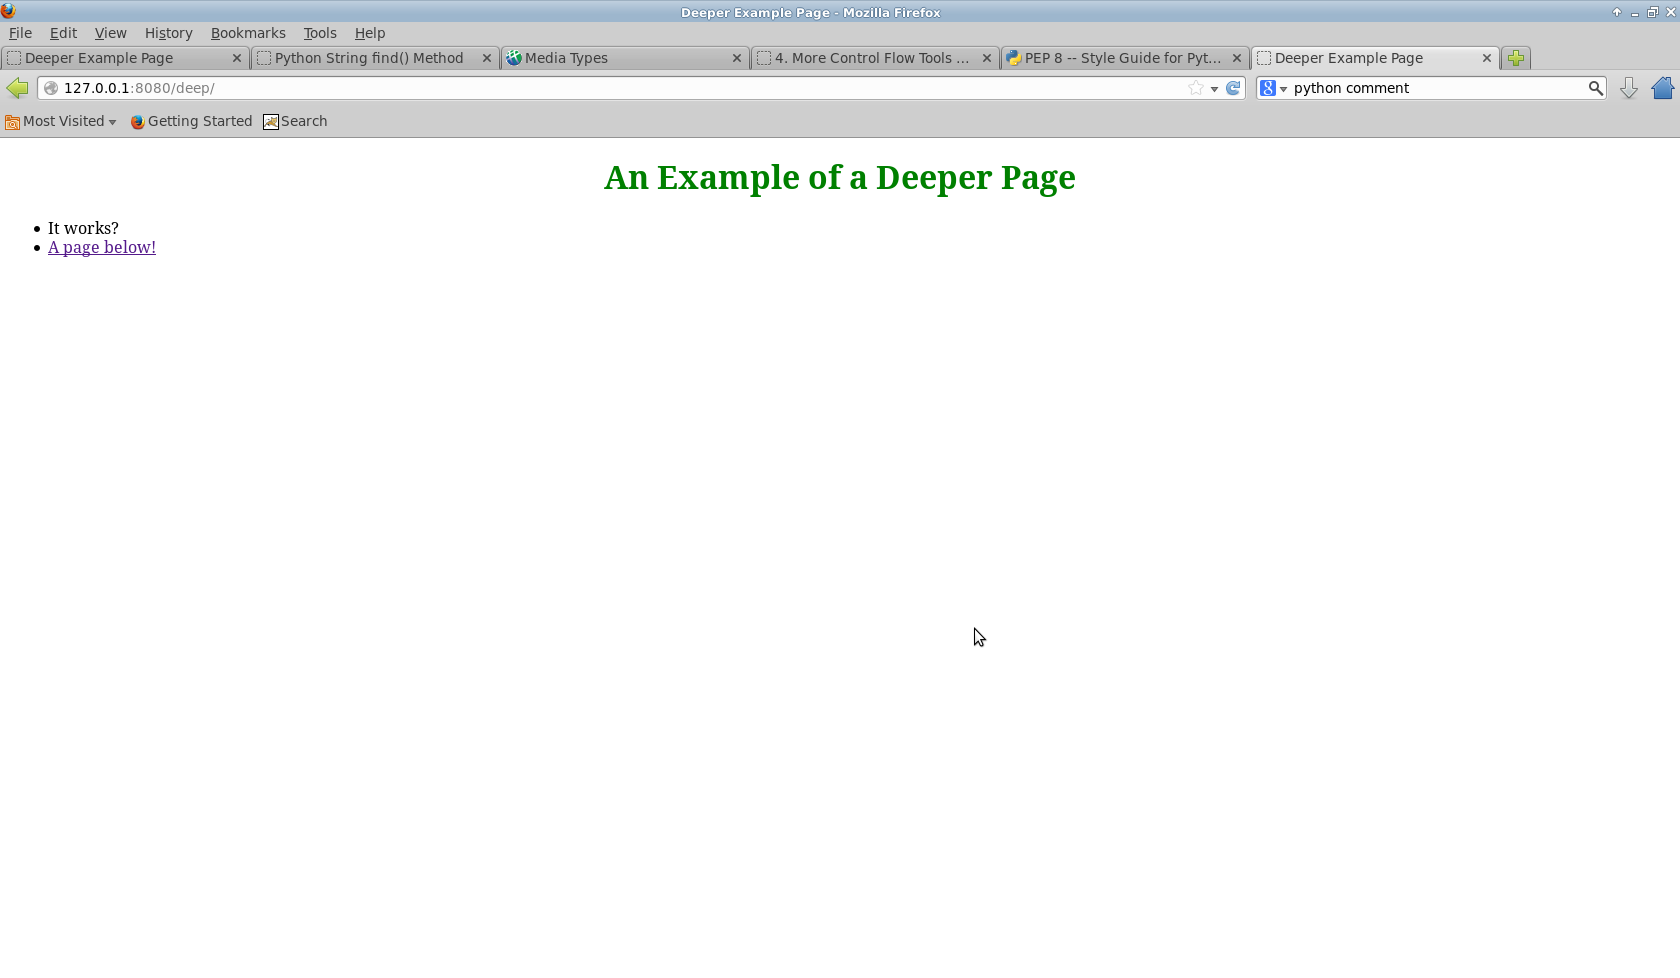 Deeper Example Page - Mozilla Firefox
File Edit View History Bookmarks Tools Help
Deeper Example Page Python String find() Method Media Types 4. More Control Flow Tools ... PEP 8 -- Style Guide for Pyt... Deeper Example Page
127.0.0.1:8080/deep/ 8 python comment
Most Visited Getting Started Search
An Example of a Deeper Page
• It works?
• A page below!